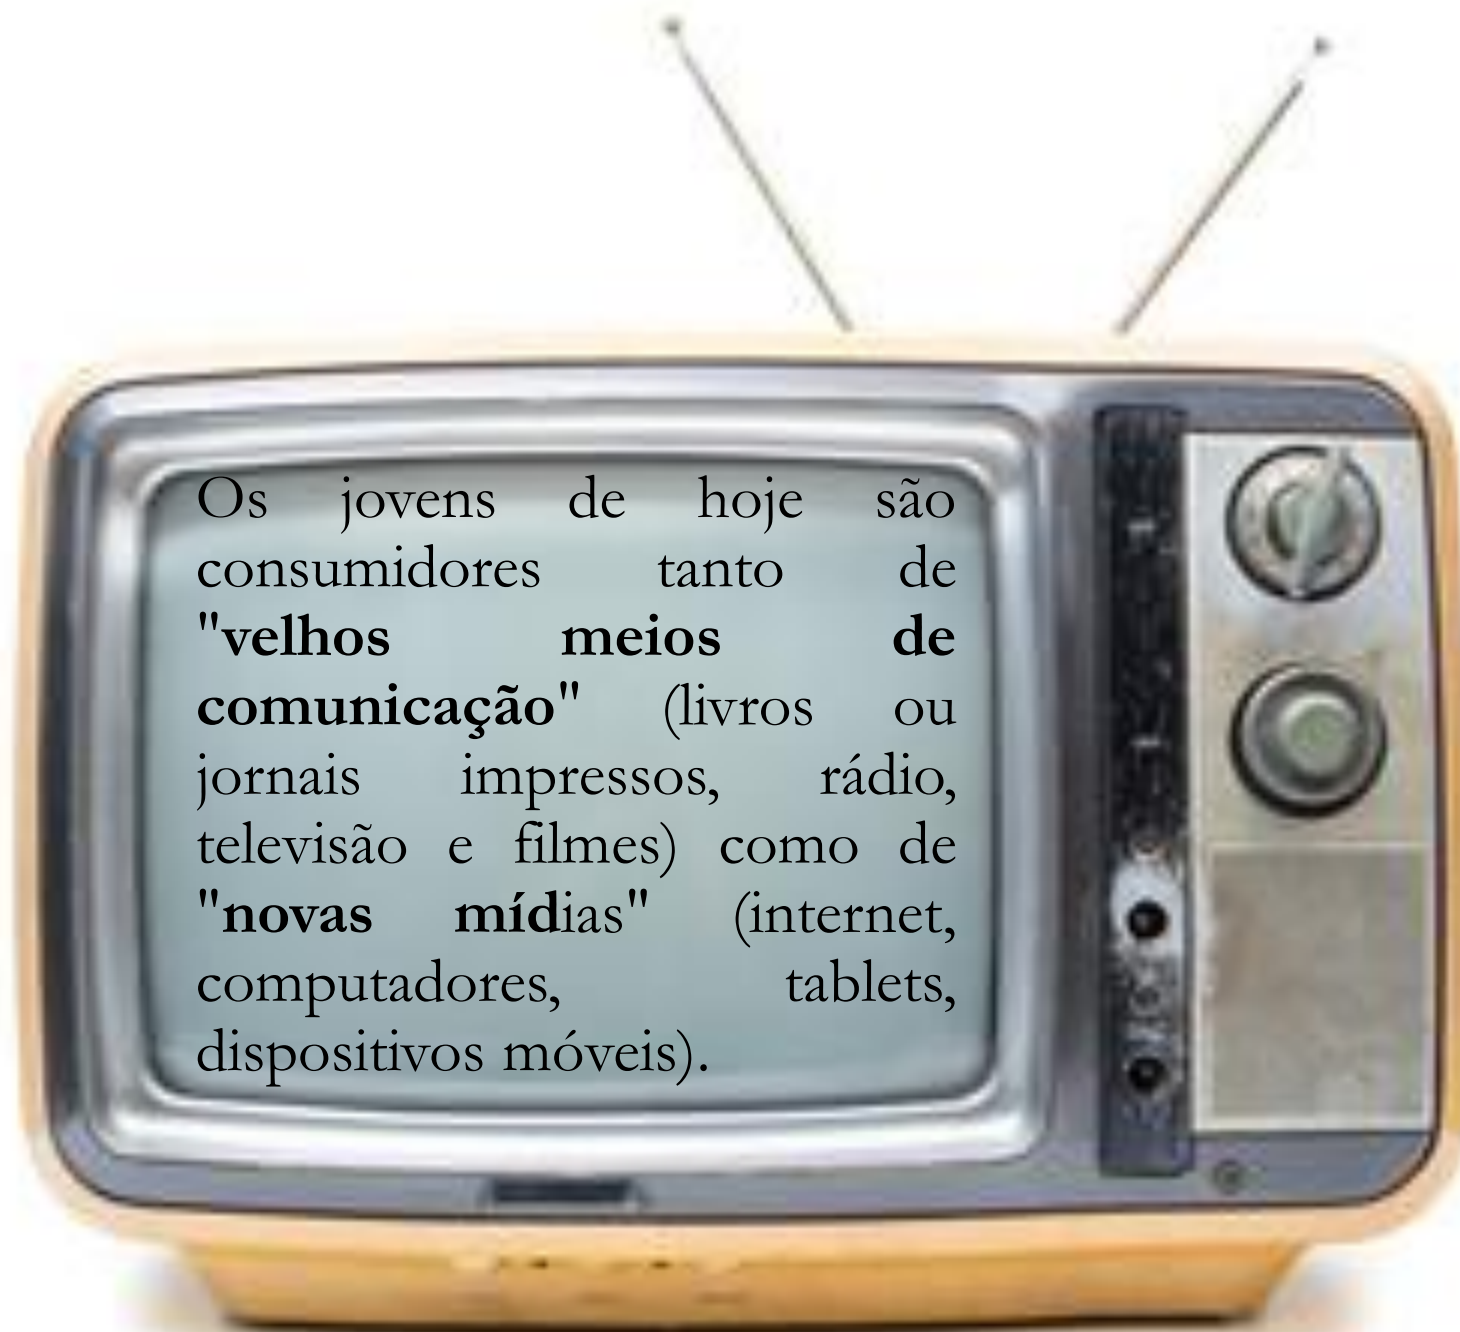 Os jovens de hoje são
consumidores tanto de
"velhos meios de
comunicação" (livros ou
jornais impressos, rádio,
televisão e filmes) como de
"novas mídias" (internet,
computadores, tablets,
dispositivos móveis).